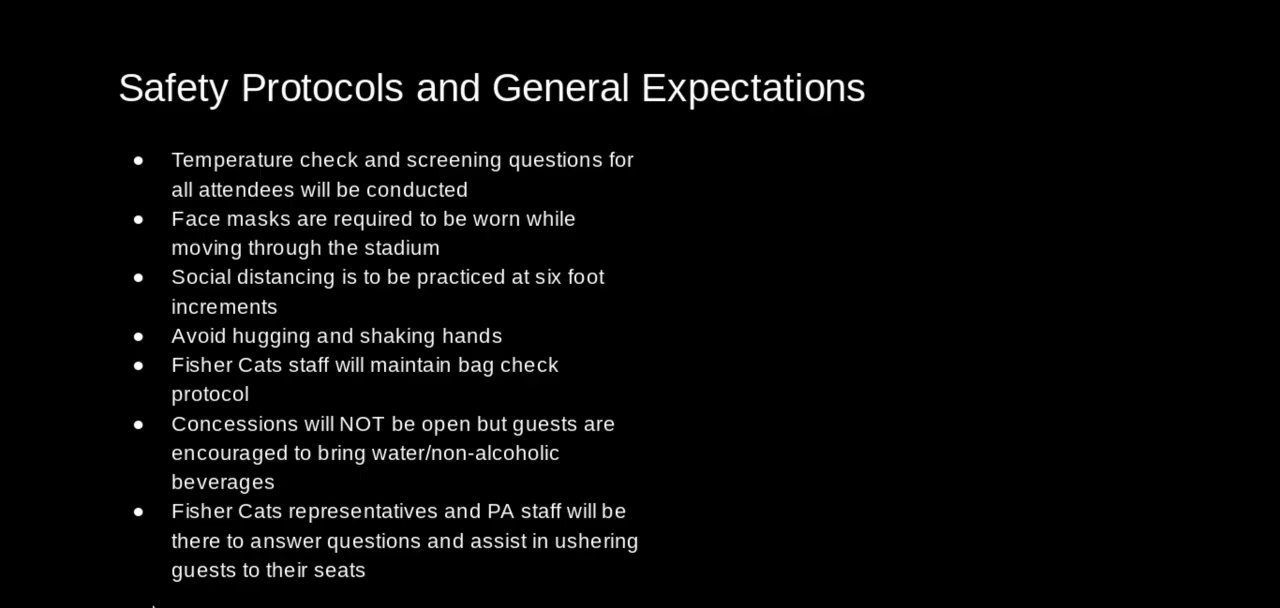 Safety Protocols and General Expectations
● Temperature check and screening questions for
all attendees will be conducted
● Face masks are required to be worn while
moving through the stadium
● Social distancing is to be practiced at six foot
increments
● Avoid hugging and shaking hands
● Fisher Cats staff will maintain bag check
protocol
● Concessions will NOT be open but guests are
encouraged to bring water/non-alcoholic
beverages
● Fisher Cats representatives and PA staff will be
there to answer questions and assist in ushering
guests to their seats